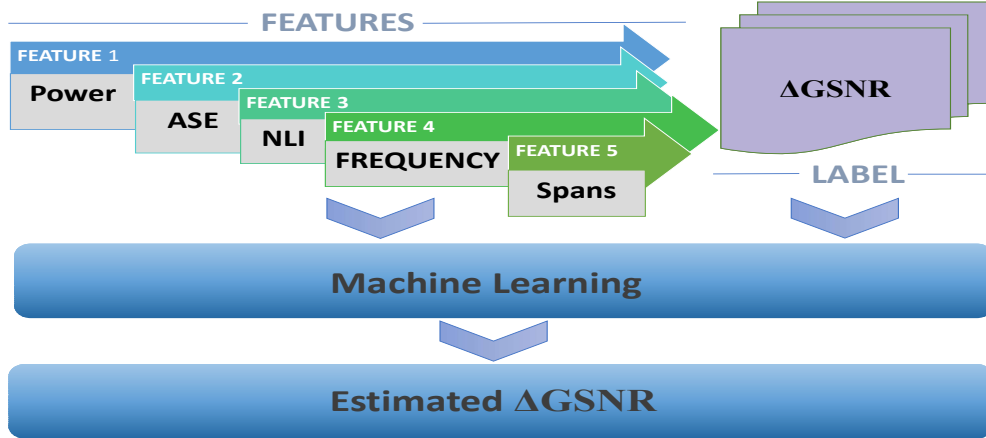 FEATURES
FEATURE 1
Power
FEATURE 2
ASE
FEATURE 3
NLI
FEATURE 4
FREQUENCY
FEATURE 5
Spans
ΔGSNR
LABEL
Machine Learning
Estimated ΔGSNR